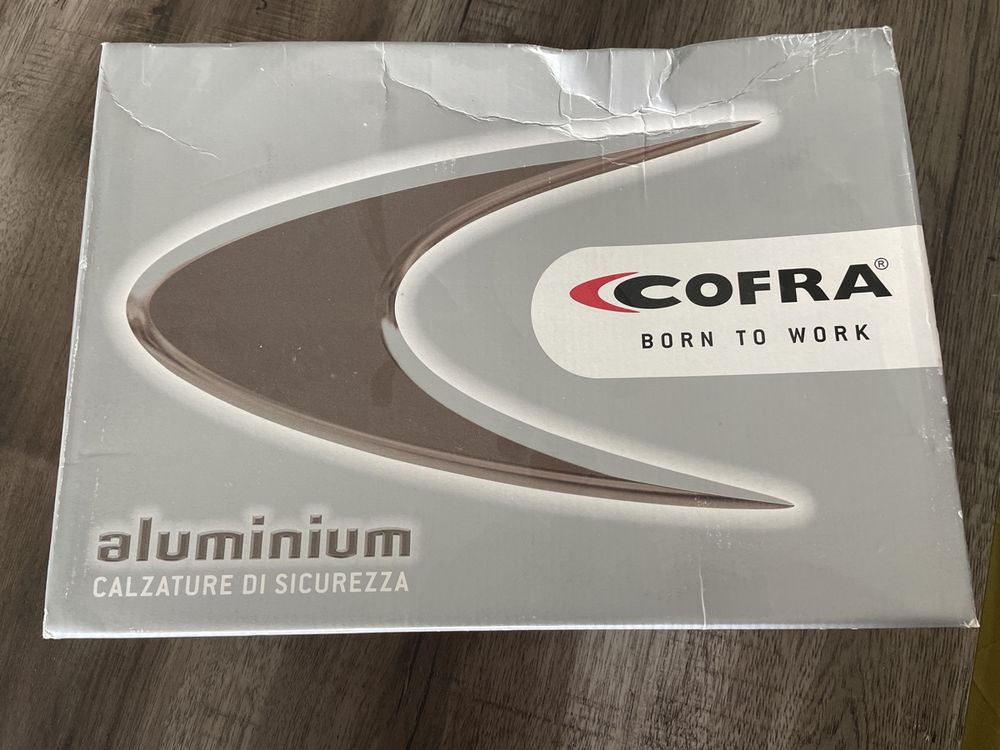 COFRA®
BORN TO WORK
aluminium
CALZATURE DI SICUREZZA